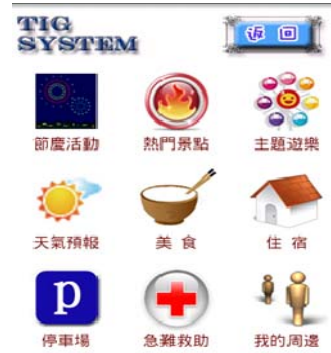 TIG
SYSTEM
返 回
節慶活動 熱門景點 主題遊樂
天氣預報 美 食 住 宿
p
停車場 急難救助 我的周邊